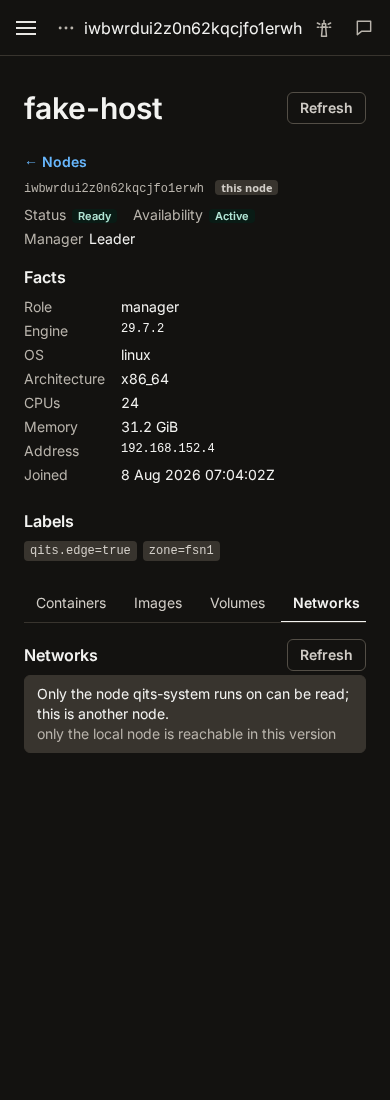 ... iwbwrdui2z0n62kqcjfo1erwh
fake-host
Refresh
← Nodes
iwbwrdui2z0n62kqcjfo1erwh this node
Status Ready Availability Active
Manager Leader
Facts
Role manager
Engine 29.7.2
OS linux
Architecture x86_64
CPUs 24
Memory 31.2 GiB
Address 192.168.152.4
Joined 8 Aug 2026 07:04:02Z
Labels
qits.edge=true zone=fsn1
Containers Images Volumes Networks
Networks Refresh
Only the node qits-system runs on can be read;
this is another node.
only the local node is reachable in this version